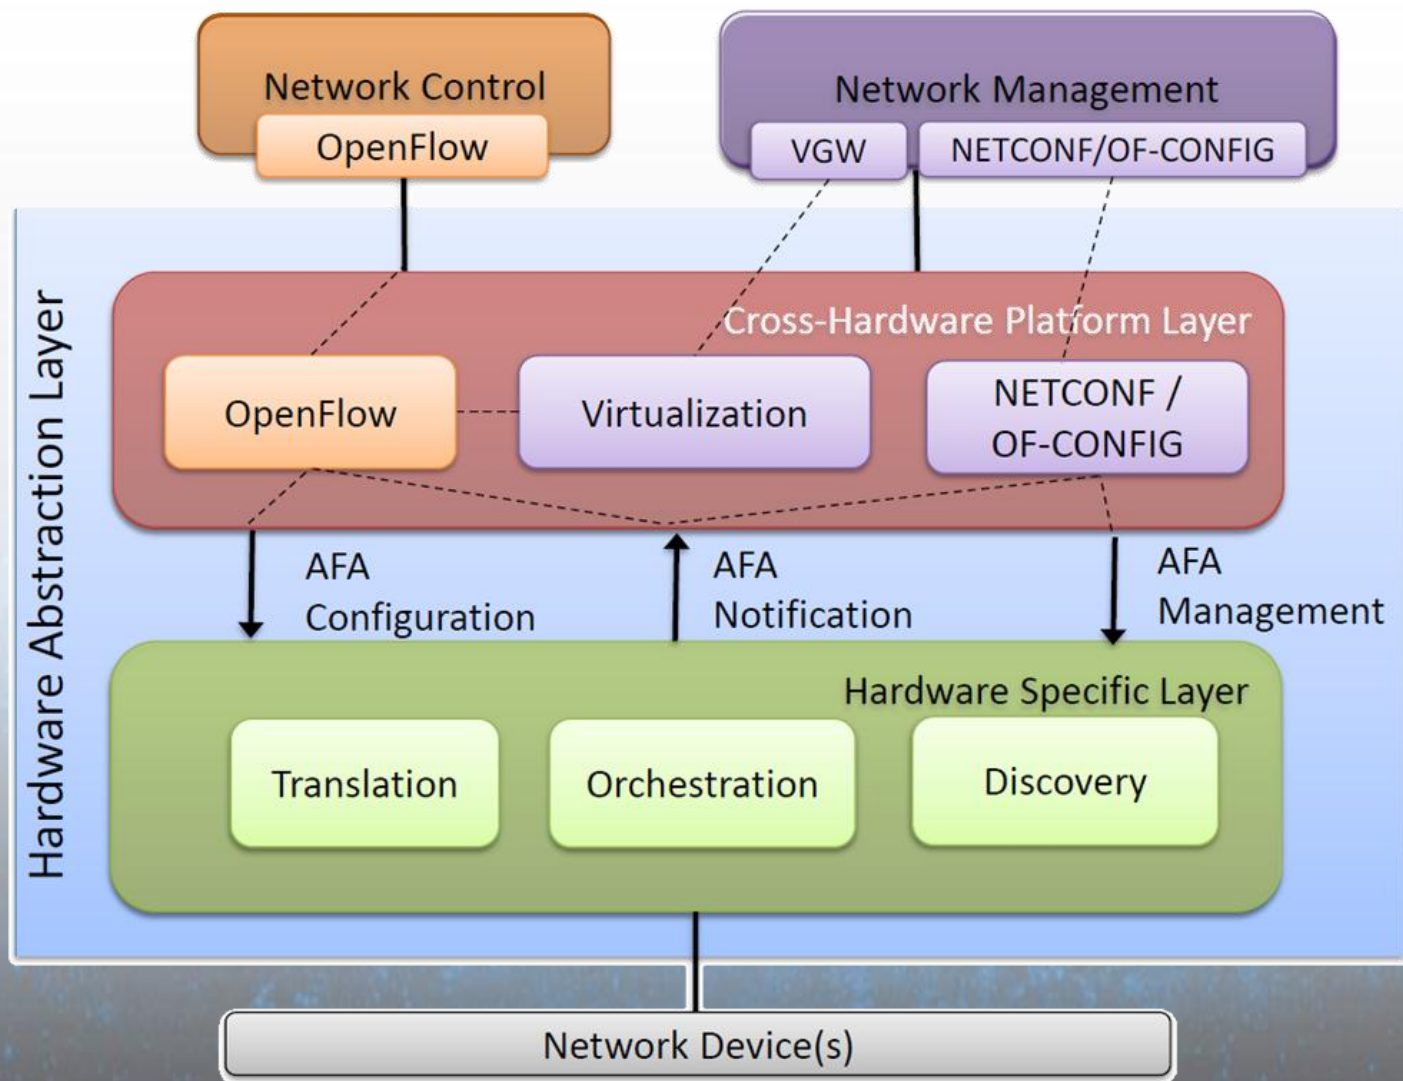 Network Control
OpenFlow
Network Management
VGW
NETCONF/OF-CONFIG
Hardware Abstraction Layer
Cross-Hardware Platform Layer
OpenFlow
Virtualization
NETCONF /
OF-CONFIG
AFA
Configuration
AFA
Notification
AFA
Management
Hardware Specific Layer
Translation
Orchestration
Discovery
Network Device(s)